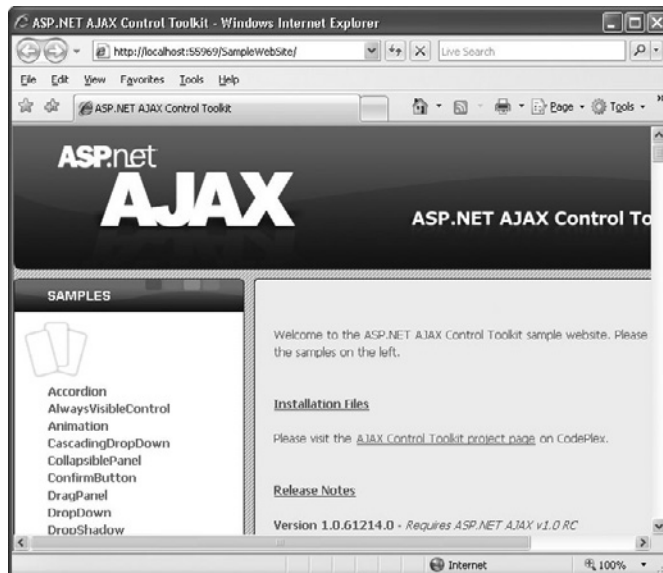 ASP.NET AJAX Control Toolkit - Windows Internet Explorer
http://localhost:55969/SampleWebSite/
Live Search
File Edit View Favorites Tools Help
ASP.NET AJAX Control Toolkit
Page Tools
ASP.net
AJAX
ASP.NET AJAX Control To
SAMPLES
Accordion
AlwaysVisibleControl
Animation
CascadingDropDown
CollapsiblePanel
ConfirmButton
DragPanel
DropDown
DropShadow
Welcome to the ASP.NET AJAX Control Toolkit sample website. Please
the samples on the left.
Installation Files
Please visit the AJAX Control Toolkit project page on CodePlex.
Release Notes
Version 1.0.61214.0 - Requires ASP.NET AJAX v1.0 RC
Internet 100%